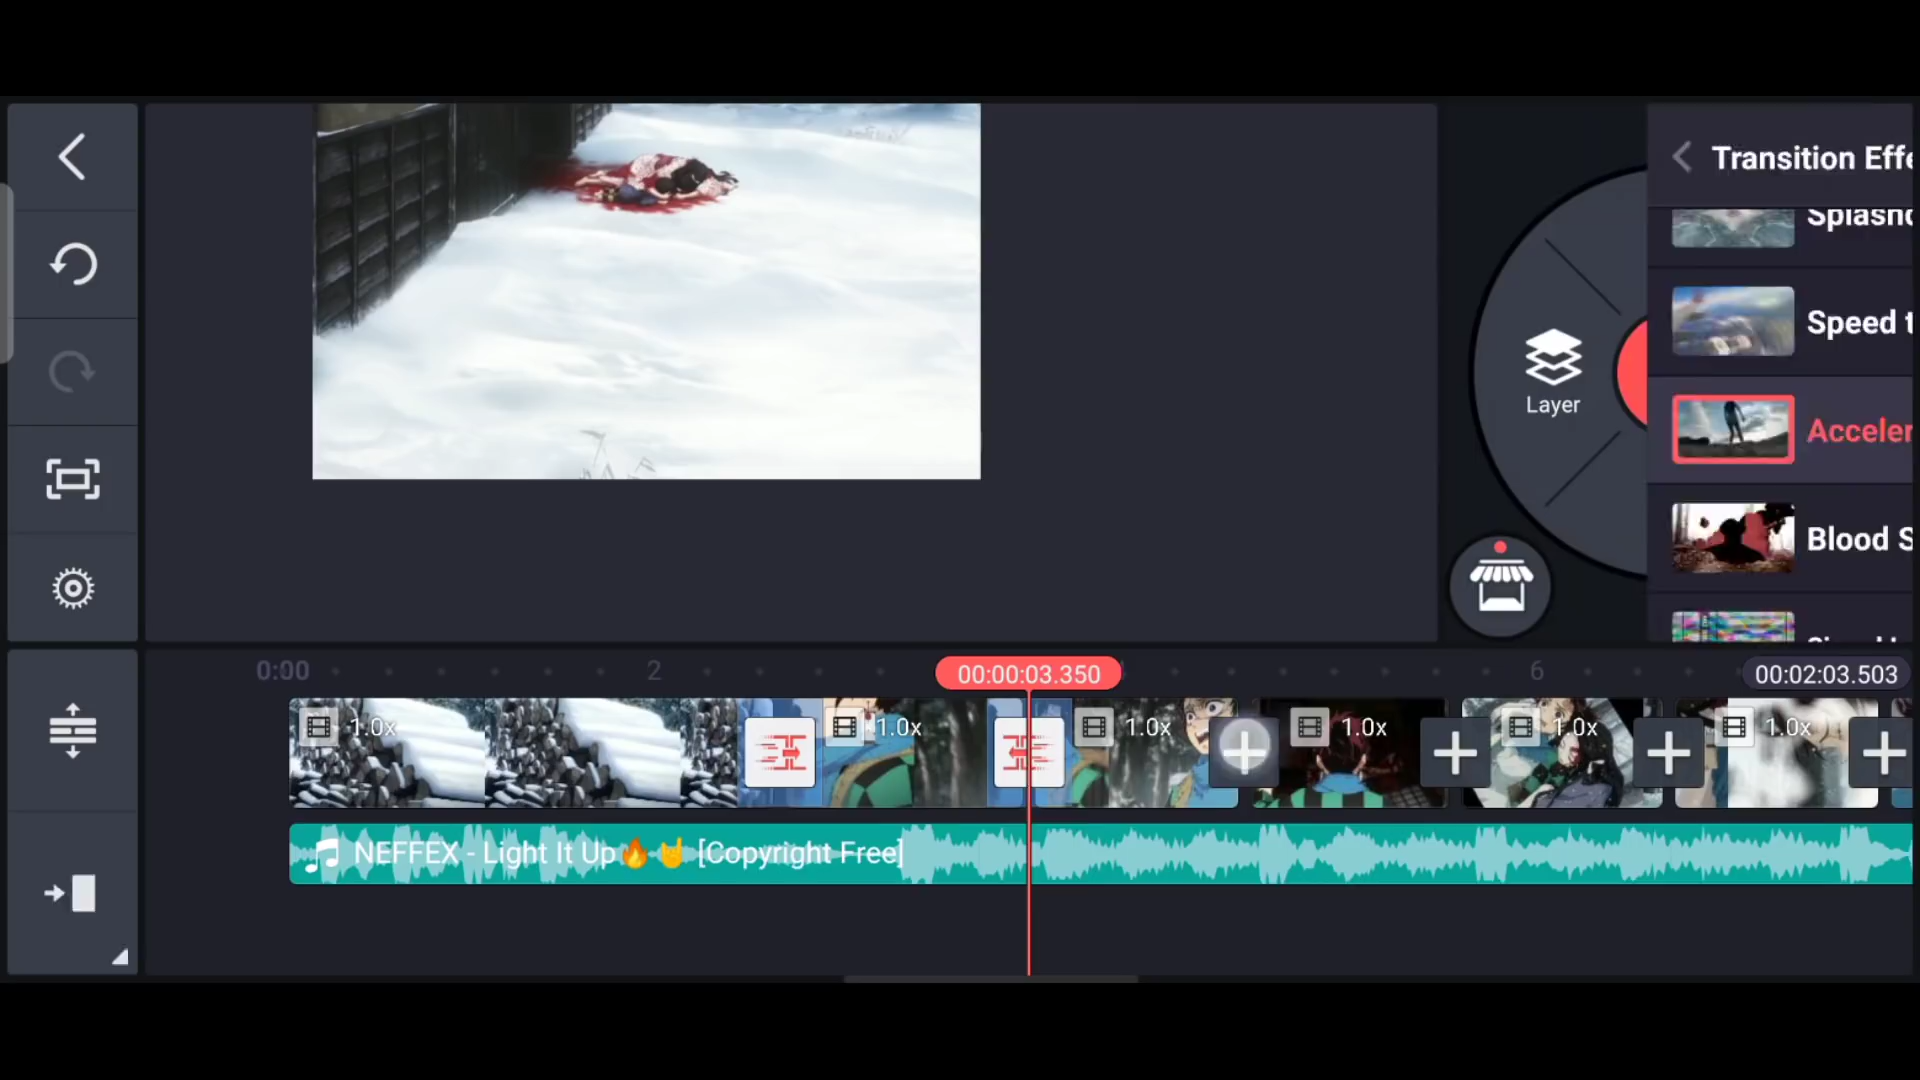 Transition Effe
Splash
Speed t
Acceler
Blood S
Layer
0:00
2
00:00:03.350
6
00:02:03.503
1.0x
1.0x
1.0x
1.0x
1.0x
1.0x
NEFFEX - Light It Up🔥🤘 [Copyright Free]